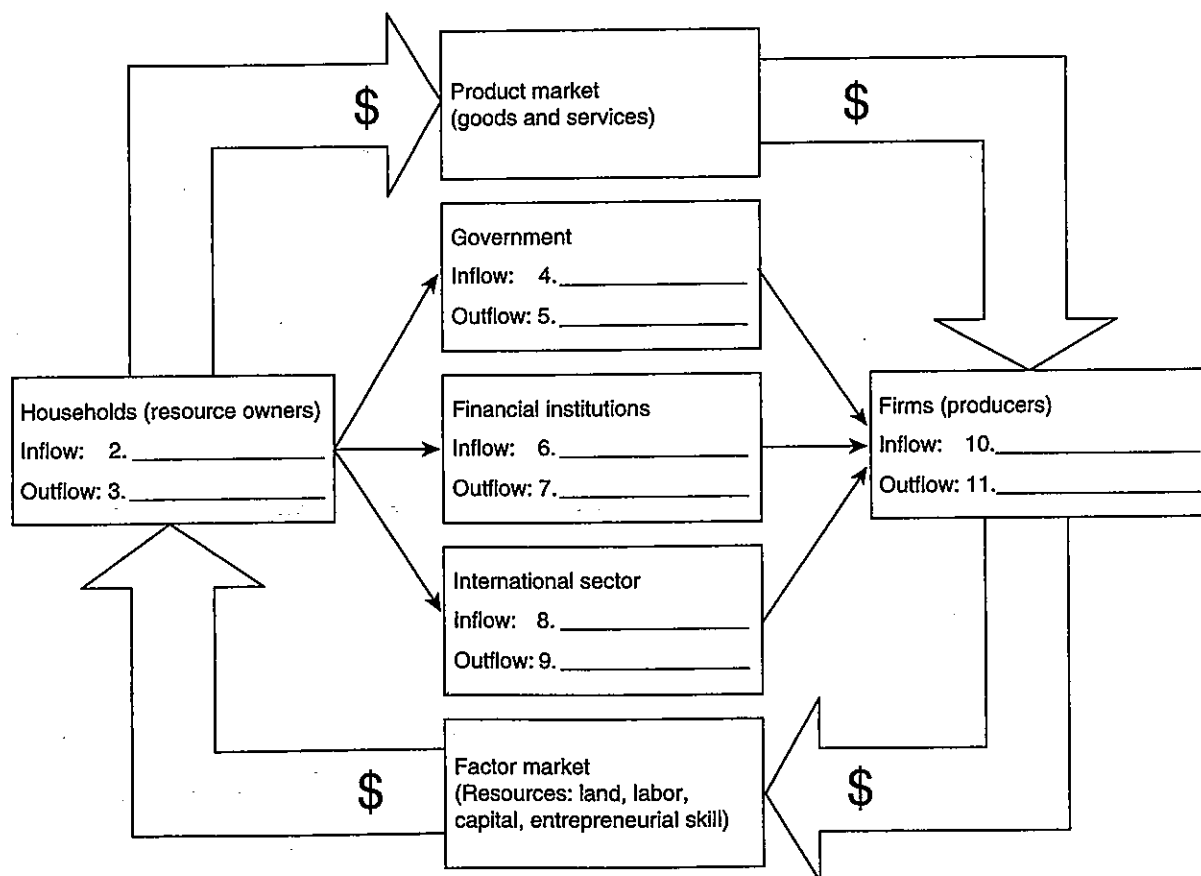 $
Product market
(goods and services)
$
Government
Inflow: 4.
Outflow: 5.
Households (resource owners)
Inflow: 2.
Outflow: 3.
Financial institutions
Inflow: 6.
Outflow: 7.
Firms (producers)
Inflow: 10.
Outflow: 11.
International sector
Inflow: 8.
Outflow: 9.
$
Factor market
(Resources: land, labor,
capital, entrepreneurial skill)
$